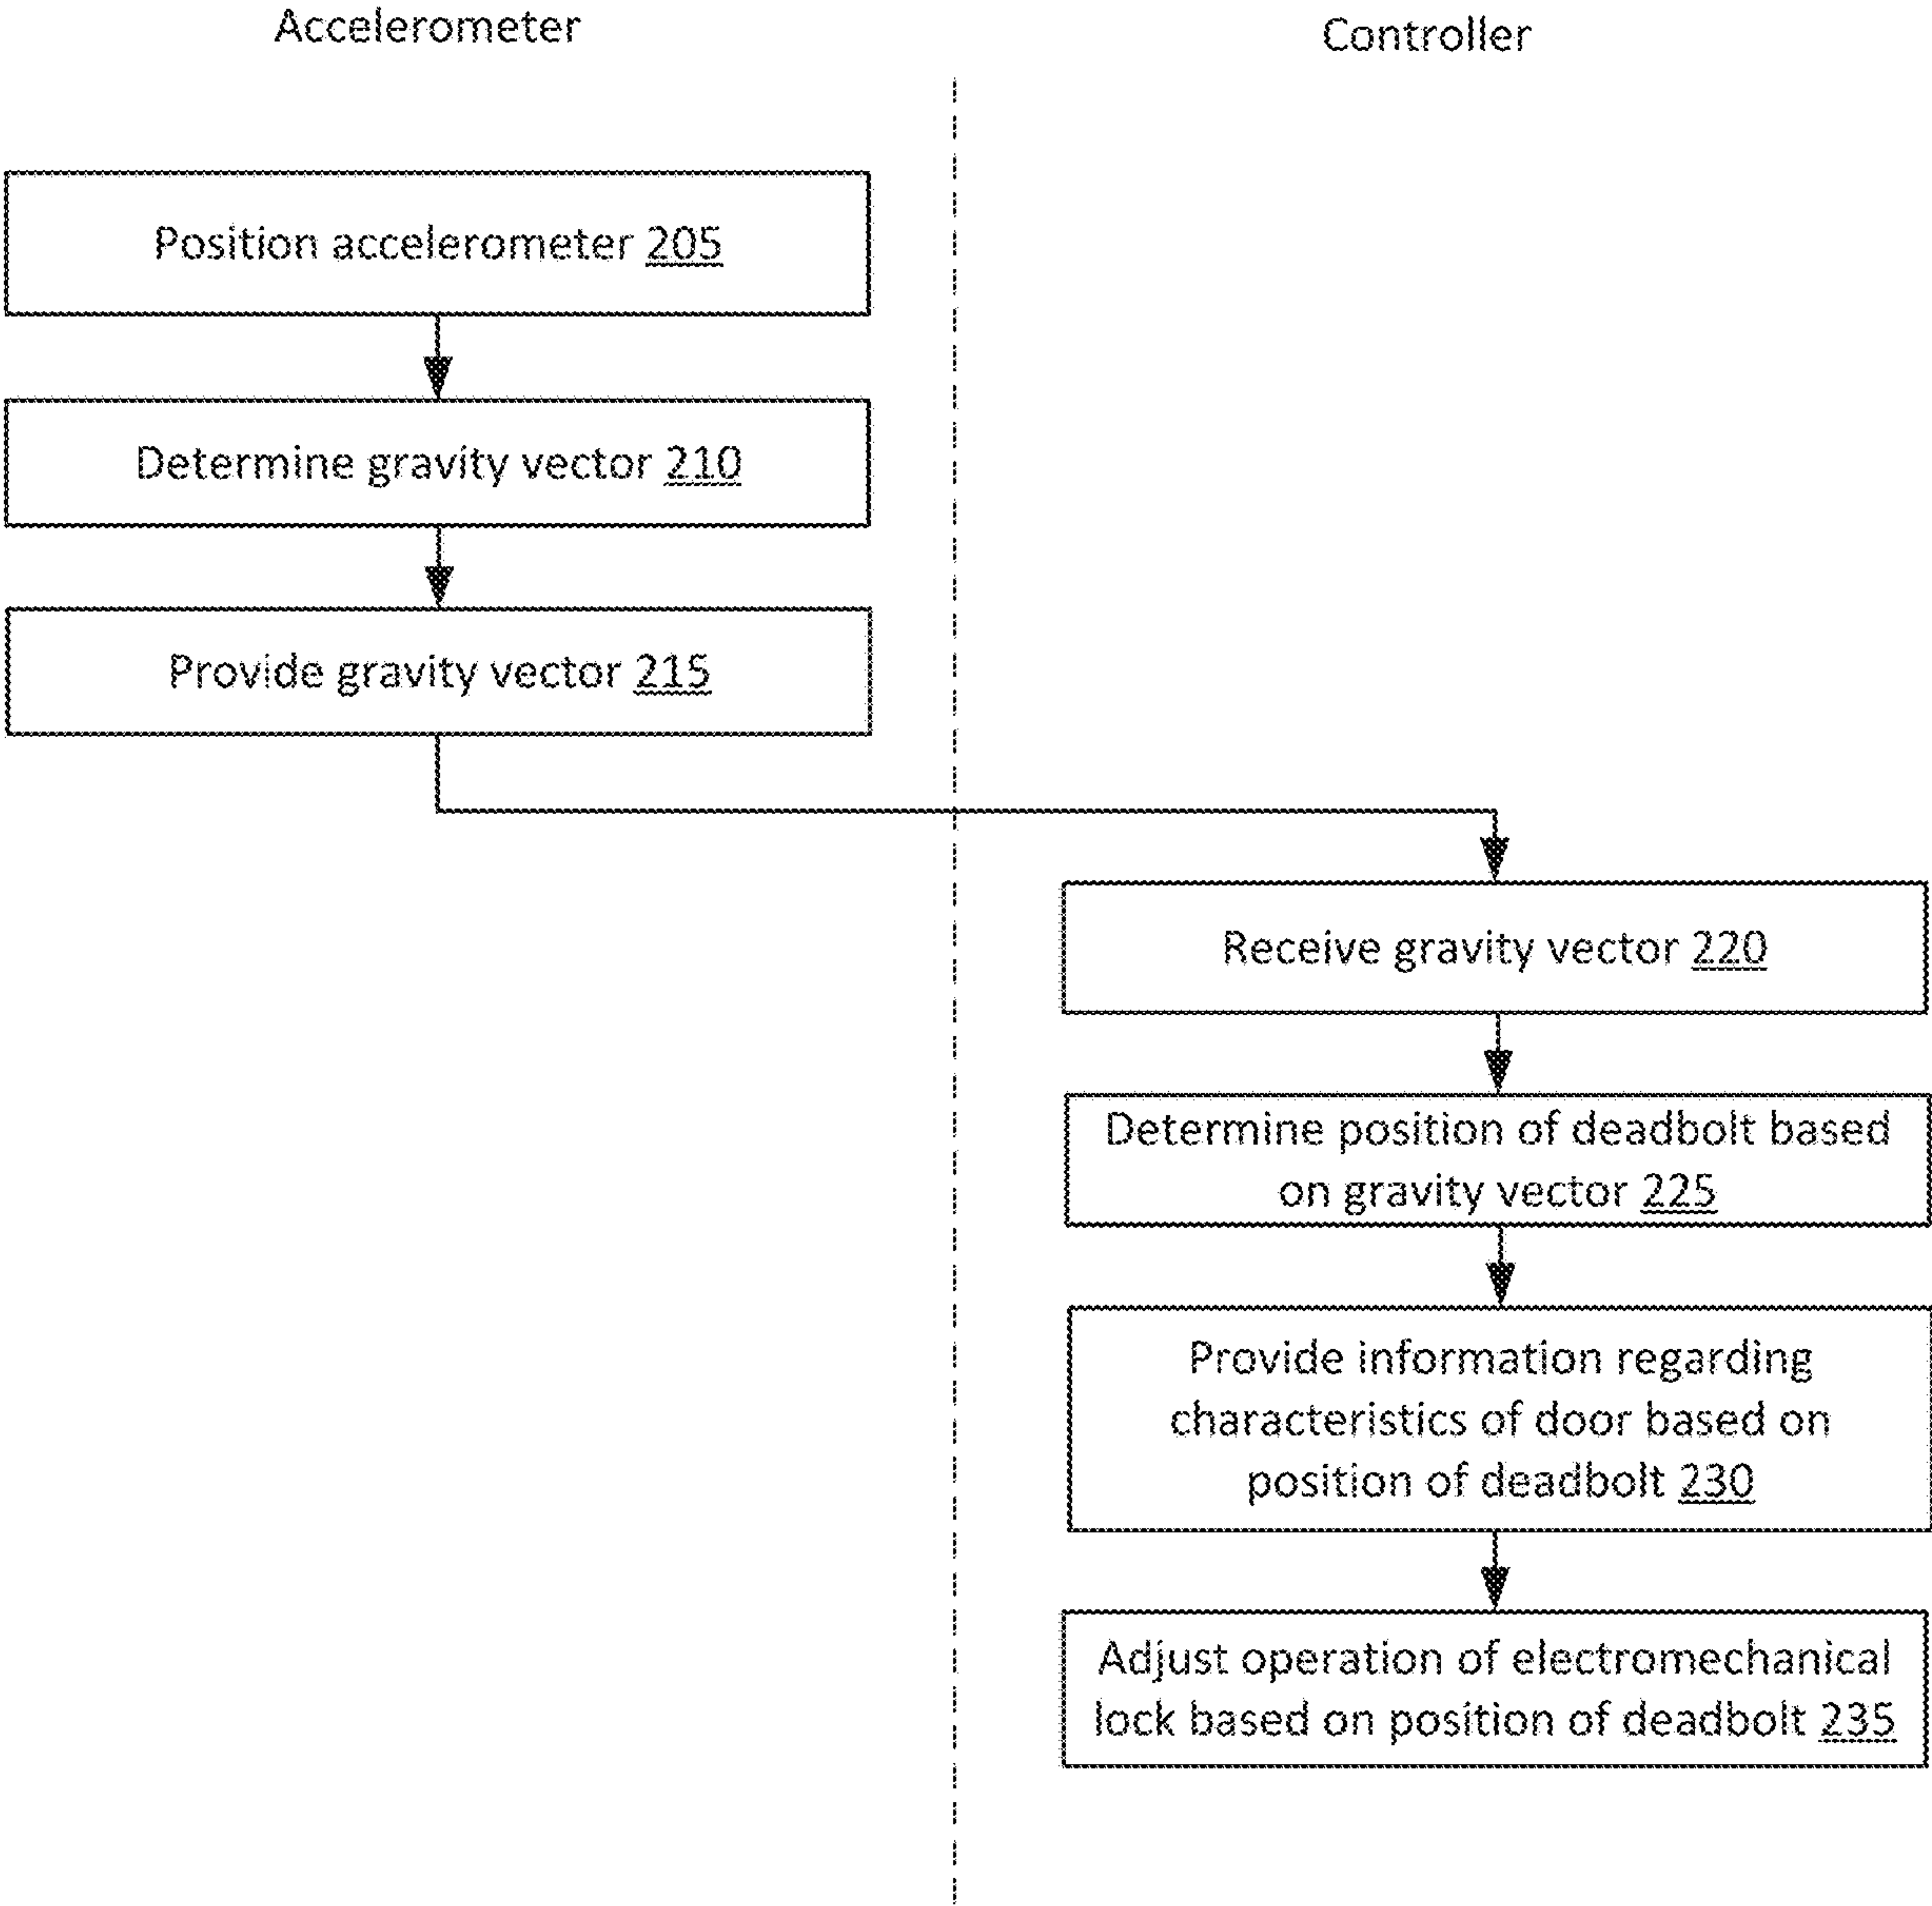 Accelerometer
Controller
Position accelerometer 205
Determine gravity vector 210
Provide gravity vector 215
Receive gravity vector 220
Determine position of deadbolt based
on gravity vector 225
Provide information regarding
characteristics of door based on
position of deadbolt 230
Adjust operation of electromechanical
lock based on position of deadbolt 235